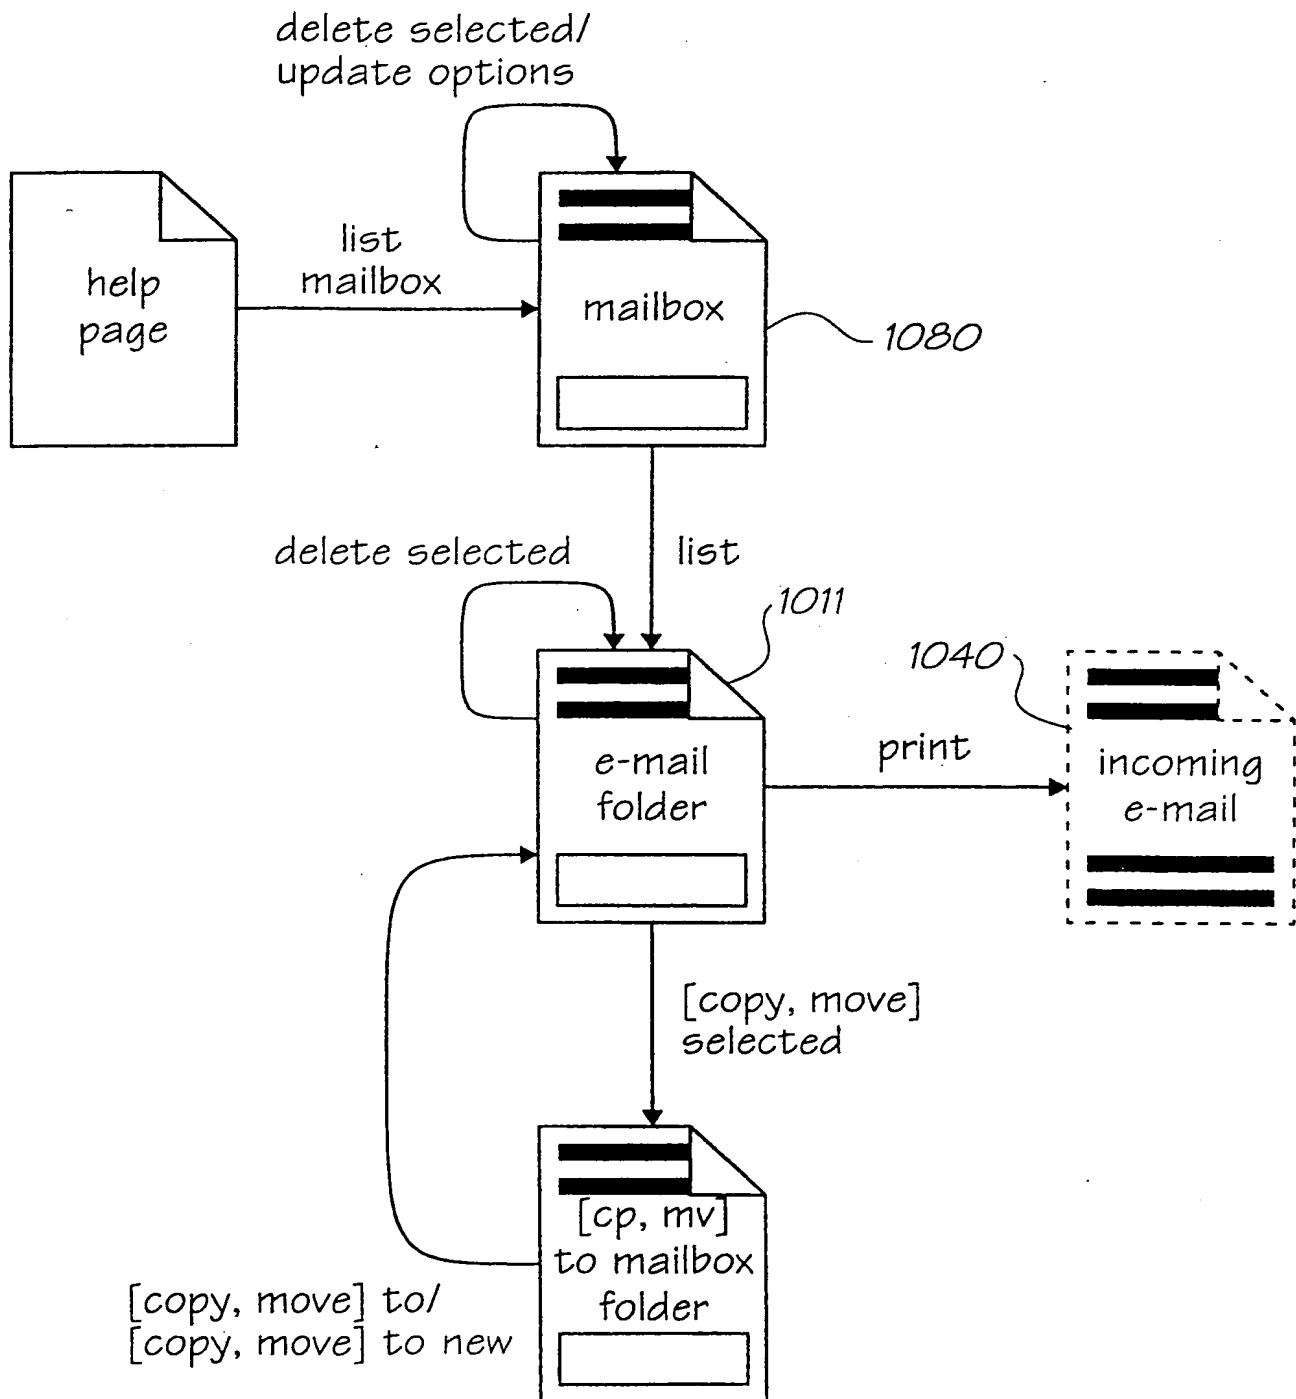 delete selected/
update options
help
page
list
mailbox
mailbox
1080
delete selected
list
1011
1040
e-mail
folder
print
incoming
e-mail
[copy, move]
selected
[cp, mv]
to mailbox
folder
[copy, move] to/
[copy, move] to new